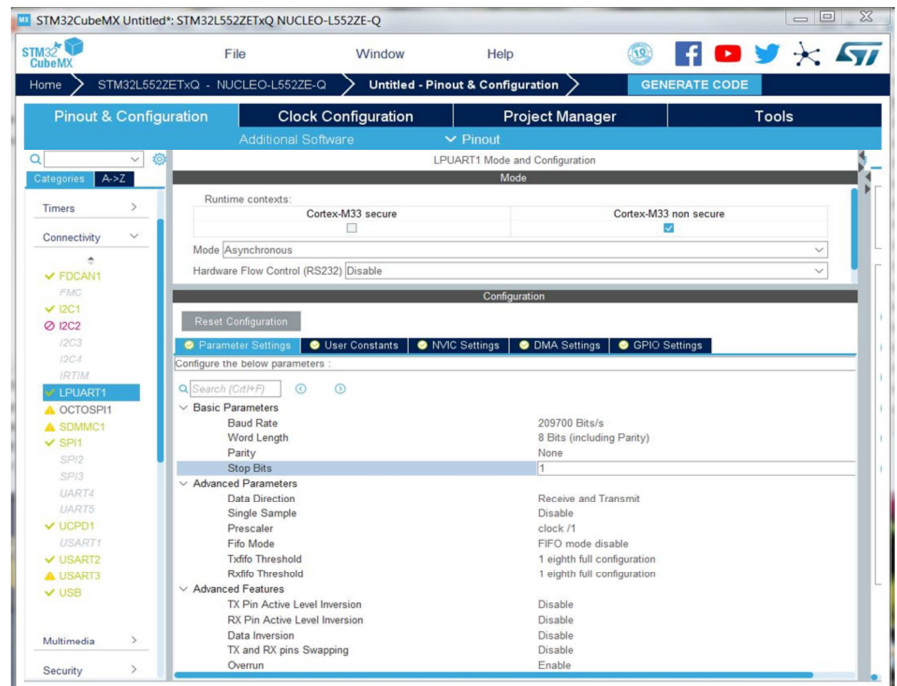 MX STM32CubeMX Untitled*: STM32L552ZETxQ NUCLEO-L552ZE-Q
STM32
CubeMX
File Window Help
10
Home STM32L552ZETxQ - NUCLEO-L552ZE-Q Untitled - Pinout & Configuration GENERATE CODE
Pinout & Configuration Clock Configuration Project Manager Tools
Additional Software Pinout
LPUART1 Mode and Configuration
Categories A->Z
Mode
Timers
Runtime contexts:
Cortex-M33 secure Cortex-M33 non secure
Connectivity
Mode Asynchronous
Hardware Flow Control (RS232) Disable
FDCAN1
FMC
I2C1
I2C2
I2C3
I2C4
IRTIM
LPUART1
OCTOSPI1
SDMMC1
SPI1
SPI2
SPI3
UART4
UART5
UCPD1
USART1
USART2
USART3
USB
Multimedia
Security
Configuration
Reset Configuration
Parameter Settings User Constants NVIC Settings DMA Settings GPIO Settings
Configure the below parameters :
Search (Crtl+F)
Basic Parameters
Baud Rate 209700 Bits/s
Word Length 8 Bits (including Parity)
Parity None
Stop Bits 1
Advanced Parameters
Data Direction Receive and Transmit
Single Sample Disable
Prescaler clock /1
Fifo Mode FIFO mode disable
Txfifo Threshold 1 eighth full configuration
Rxfifo Threshold 1 eighth full configuration
Advanced Features
TX Pin Active Level Inversion Disable
RX Pin Active Level Inversion Disable
Data Inversion Disable
TX and RX pins Swapping Disable
Overrun Enable